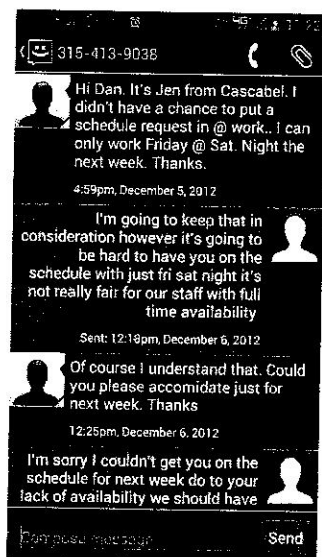 4G
315-413-9038
Hi Dan. It's Jen from Cascabel. I
didn't have a chance to put a
schedule request in @ work.. I can
only work Friday @ Sat. Night the
next week. Thanks.
4:59pm, December 5, 2012
I'm going to keep that in
consideration however it's going to
be hard to have you on the
schedule with just fri sat night it's
not really fair for our staff with full
time availability
Sent: 12:18pm, December 6, 2012
Of course I understand that. Could
you please accomidate just for
next week. Thanks
12:25pm, December 6, 2012
I'm sorry I couldn't get you on the
schedule for next week do to your
lack of availability we should have
Compose message
Send